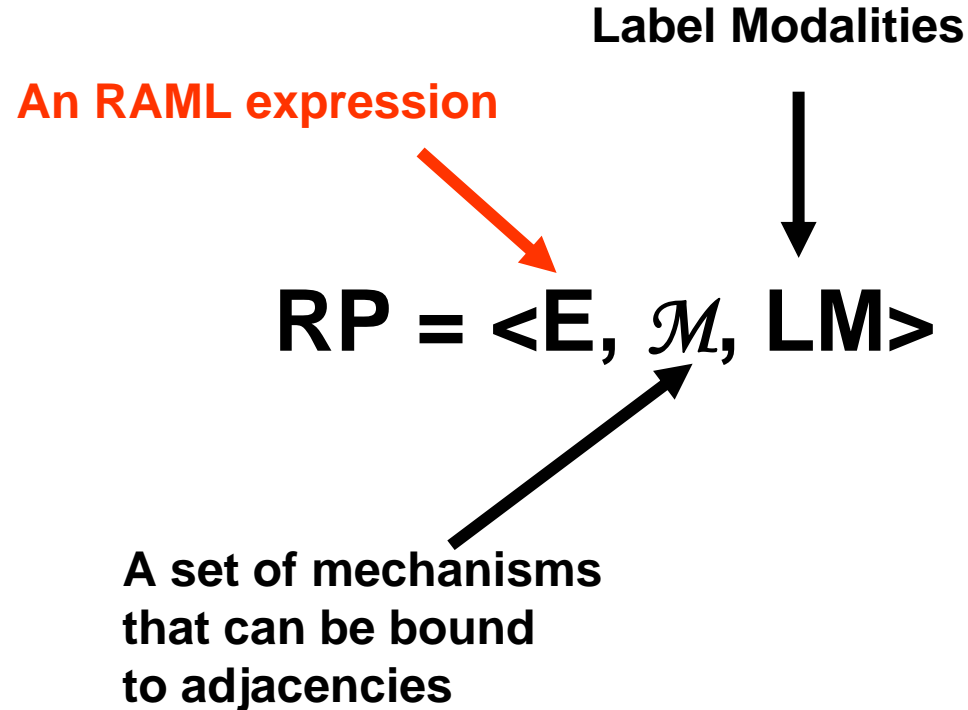 Label Modalities
An RAML expression
RP = <E, ℳ, LM>
A set of mechanisms
that can be bound
to adjacencies